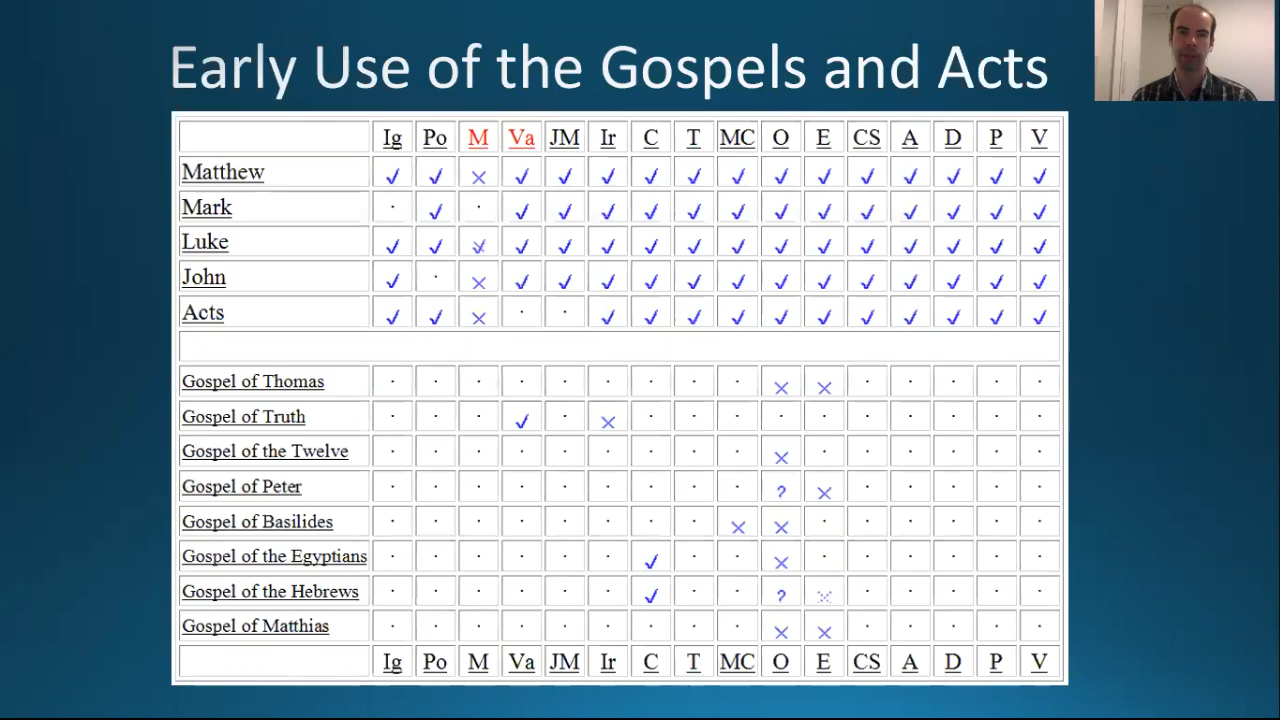 Early Use of the Gospels and Acts
Ig Po M Va JM Ir C T MC O E CS A D P V
Matthew ✓ ✓ × ✓ ✓ ✓ ✓ ✓ ✓ ✓ ✓ ✓ ✓ ✓ ✓ ✓
Mark · ✓ · ✓ ✓ ✓ ✓ ✓ ✓ ✓ ✓ ✓ ✓ ✓ ✓ ✓
Luke ✓ ✓ ✓ ✓ ✓ ✓ ✓ ✓ ✓ ✓ ✓ ✓ ✓ ✓ ✓
John ✓ · × ✓ ✓ ✓ ✓ ✓ ✓ ✓ ✓ ✓ ✓ ✓ ✓ ✓
Acts ✓ ✓ × · · ✓ ✓ ✓ ✓ ✓ ✓ ✓ ✓ ✓ ✓ ✓
Gospel of Thomas · · · · · · · · · × × · · · · ·
Gospel of Truth · · · ✓ · × · · · · · · · · · ·
Gospel of the Twelve · · · · · · · · · × · · · · · ·
Gospel of Peter · · · · · · · · · ? × · · · · ·
Gospel of Basilides · · · · · · · · × × · · · · · ·
Gospel of the Egyptians · · · · · · ✓ · · × · · · · · ·
Gospel of the Hebrews · · · · · · ✓ · · ? × · · · · ·
Gospel of Matthias · · · · · · · · · × × · · · · ·
Ig Po M Va JM Ir C T MC O E CS A D P V